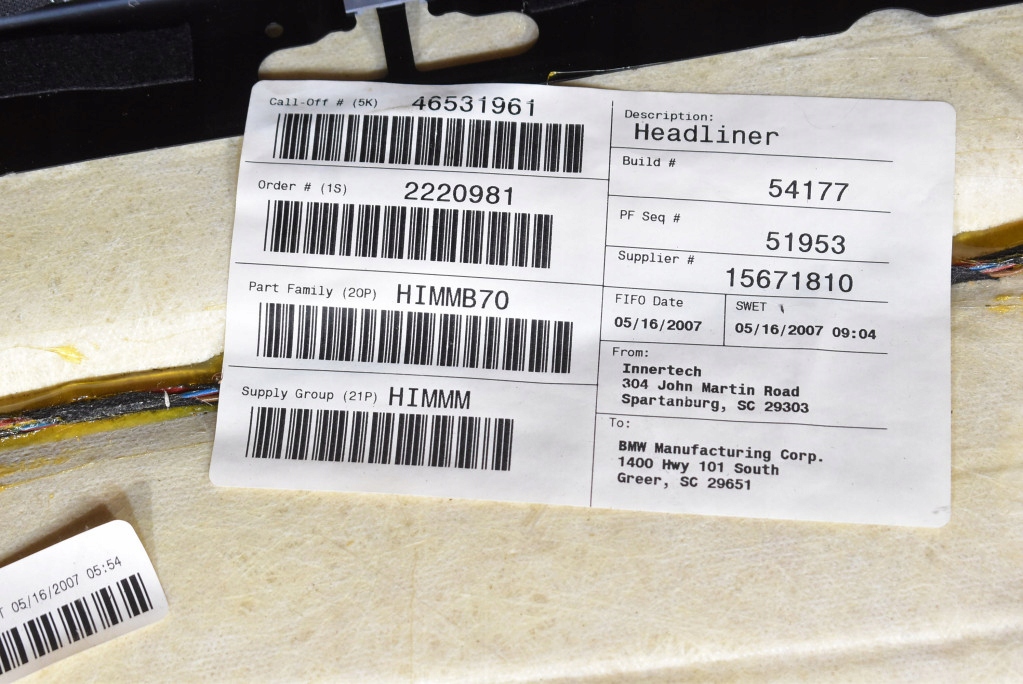 Call-Off # (5K) 46531961
Order # (1S) 2220981
Part Family (20P) HIMMB70
Supply Group (21P) HIMMM
Description:
Headliner
Build #
54177
PF Seq #
51953
Supplier #
15671810
FIFO Date
05/16/2007
SWET
05/16/2007 09:04
From:
Innertech
304 John Martin Road
Spartanburg, SC 29303
To:
BMW Manufacturing Corp.
1400 Hwy 101 South
Greer, SC 29651
T 05/16/2007 05:54